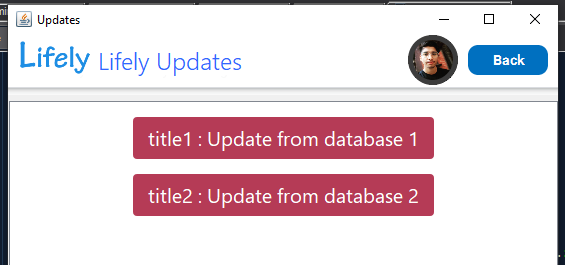 Updates
Lifely Lifely Updates
Back
title1 : Update from database 1
title2 : Update from database 2